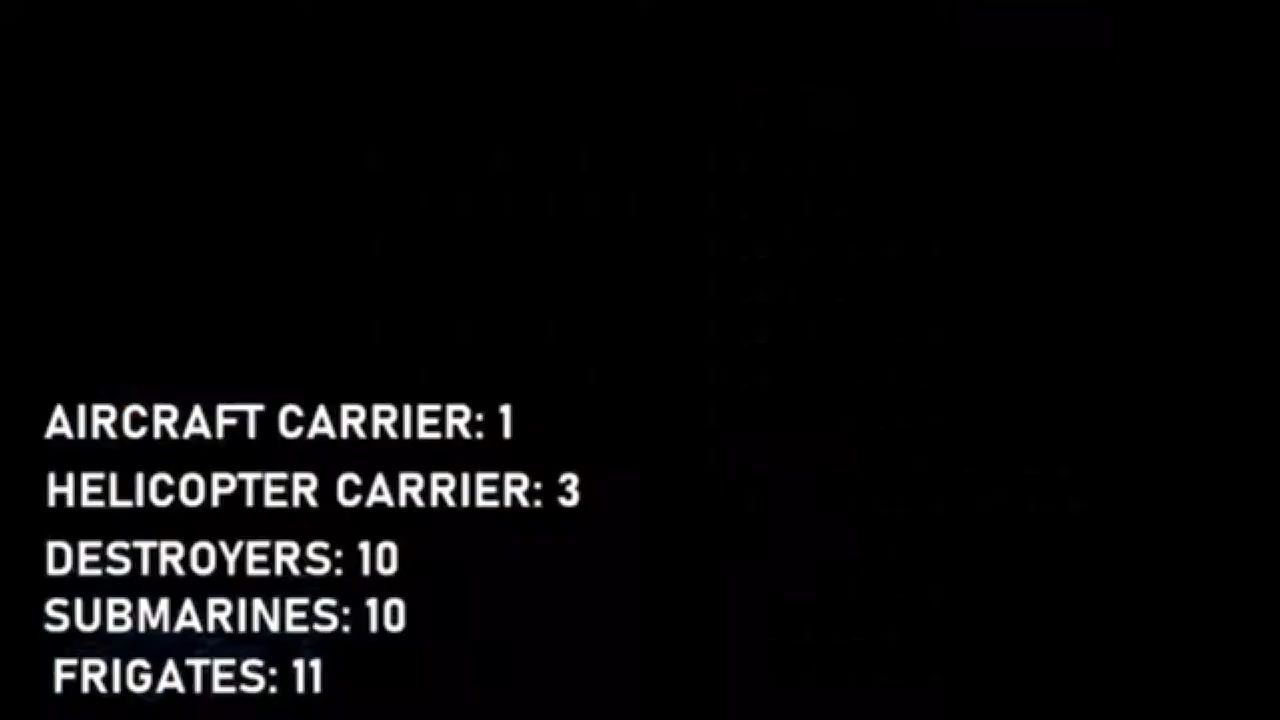 AIRCRAFT CARRIER: 1
HELICOPTER CARRIER: 3
DESTROYERS: 10
SUBMARINES: 10
FRIGATES: 11